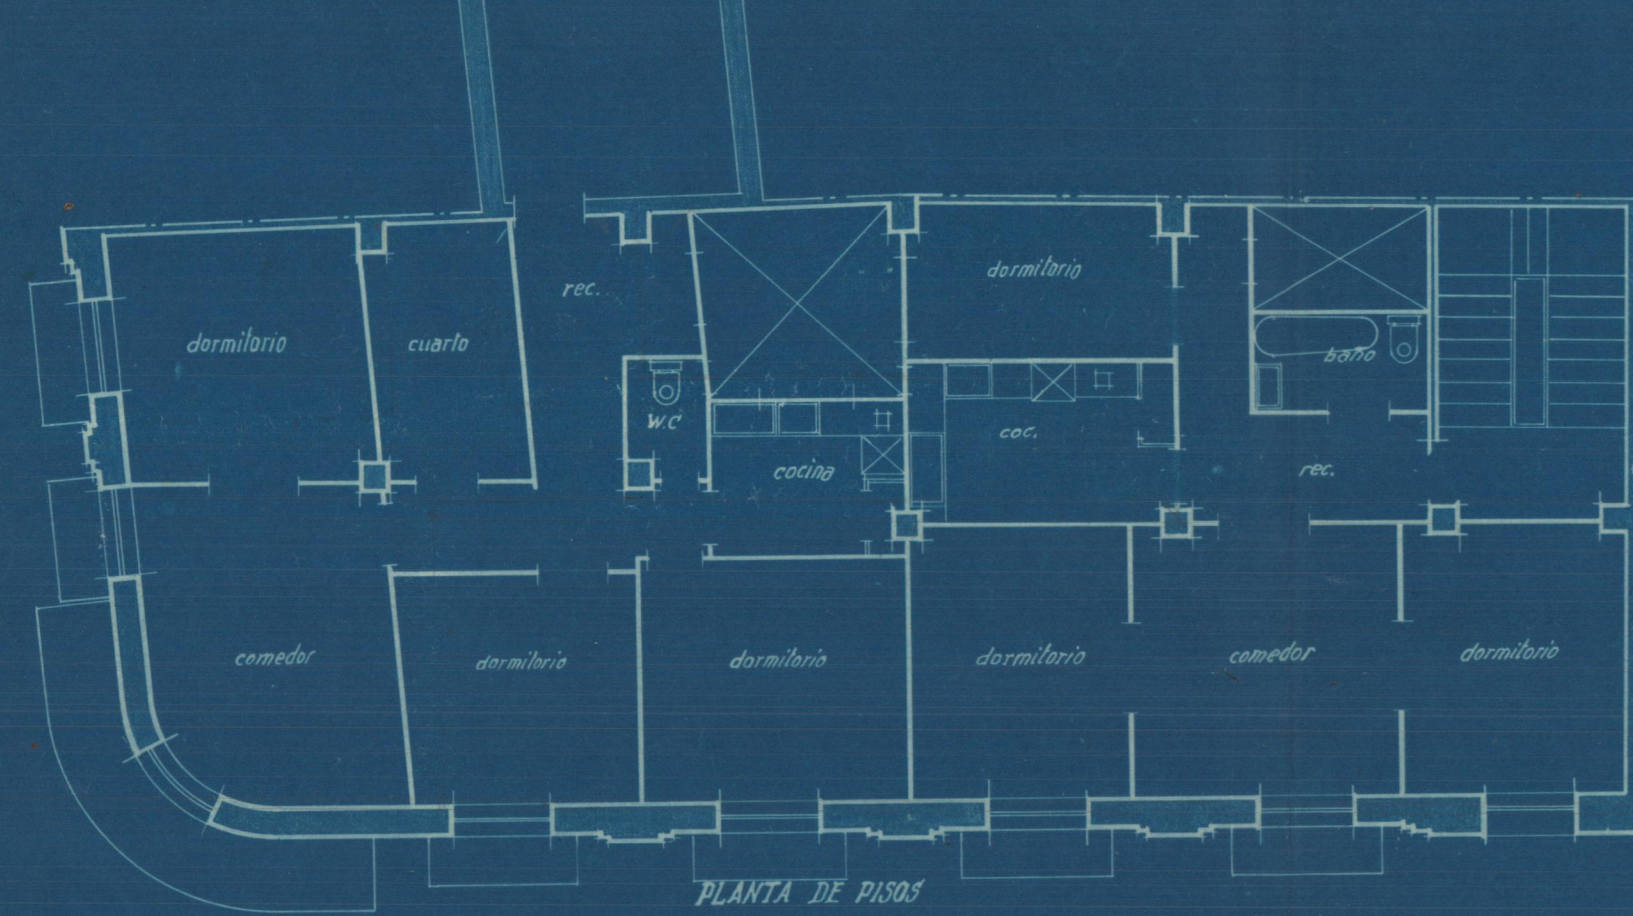 dormitorio
rec.
dormitorio
cuarto
baño
W.C
coc.
cocina
rec.
comedor
dormitorio
dormitorio
dormitorio
comedor
dormitorio
PLANTA DE PISOS